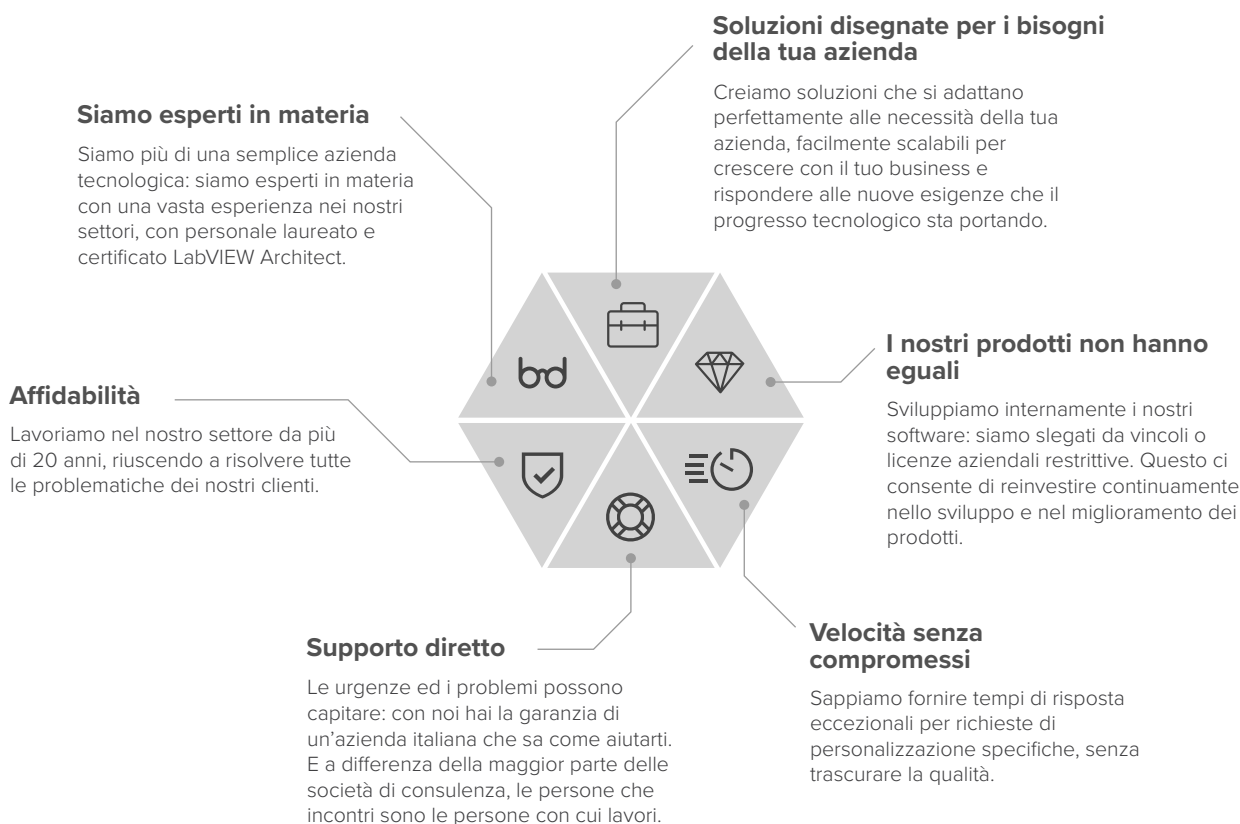 Soluzioni disegnate per i bisogni
della tua azienda
Creiamo soluzioni che si adattano
perfettamente alle necessità della tua
azienda, facilmente scalabili per
crescere con il tuo business e
rispondere alle nuove esigenze che il
progresso tecnologico sta portando.
Siamo esperti in materia
Siamo più di una semplice azienda
tecnologica: siamo esperti in materia
con una vasta esperienza nei nostri
settori, con personale laureato e
certificato LabVIEW Architect.
I nostri prodotti non hanno
eguali
Sviluppiamo internamente i nostri
software: siamo slegati da vincoli o
licenze aziendali restrittive. Questo ci
consente di reinvestire continuamente
nello sviluppo e nel miglioramento dei
prodotti.
Affidabilità
Lavoriamo nel nostro settore da più
di 20 anni, riuscendo a risolvere tutte
le problematiche dei nostri clienti.
Velocità senza
compromessi
Sappiamo fornire tempi di risposta
eccezionali per richieste di
personalizzazione specifiche, senza
trascurare la qualità.
Supporto diretto
Le urgenze ed i problemi possono
capitare: con noi hai la garanzia di
un’azienda italiana che sa come aiutarti.
E a differenza della maggior parte delle
società di consulenza, le persone che
incontri sono le persone con cui lavori.